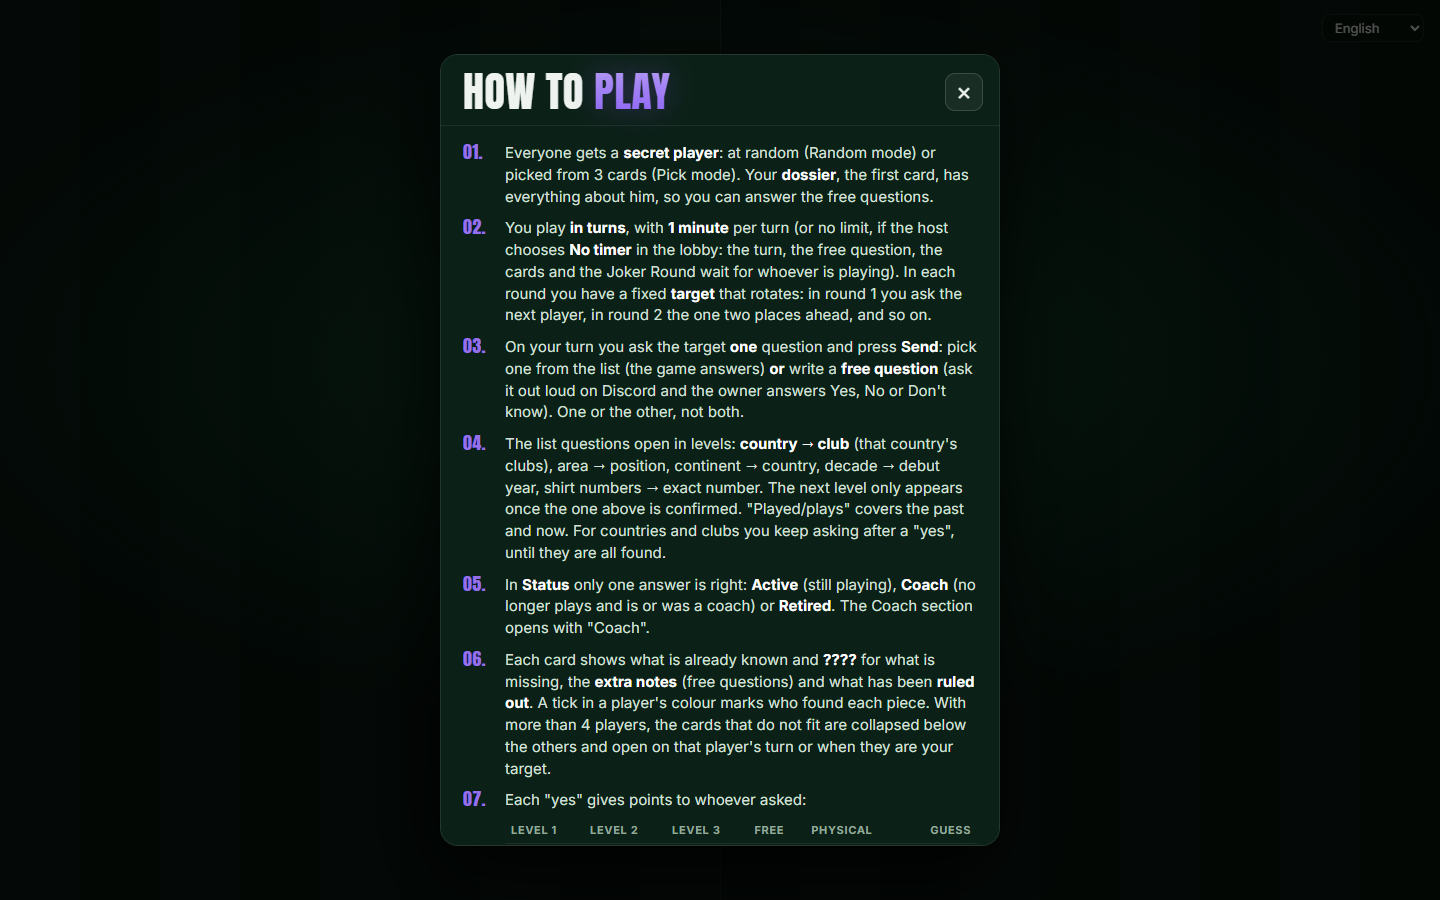 English
HOW TO PLAY
×
01. Everyone gets a secret player: at random (Random mode) or
picked from 3 cards (Pick mode). Your dossier, the first card, has
everything about him, so you can answer the free questions.
02. You play in turns, with 1 minute per turn (or no limit, if the host
chooses No timer in the lobby: the turn, the free question, the
cards and the Joker Round wait for whoever is playing). In each
round you have a fixed target that rotates: in round 1 you ask the
next player, in round 2 the one two places ahead, and so on.
03. On your turn you ask the target one question and press Send: pick
one from the list (the game answers) or write a free question (ask
it out loud on Discord and the owner answers Yes, No or Don't
know). One or the other, not both.
04. The list questions open in levels: country → club (that country's
clubs), area → position, continent → country, decade → debut
year, shirt numbers → exact number. The next level only appears
once the one above is confirmed. "Played/plays" covers the past
and now. For countries and clubs you keep asking after a "yes",
until they are all found.
05. In Status only one answer is right: Active (still playing), Coach (no
longer plays and is or was a coach) or Retired. The Coach section
opens with "Coach".
06. Each card shows what is already known and ???? for what is
missing, the extra notes (free questions) and what has been ruled
out. A tick in a player's colour marks who found each piece. With
more than 4 players, the cards that do not fit are collapsed below
the others and open on that player's turn or when they are your
target.
07. Each "yes" gives points to whoever asked:
LEVEL 1 LEVEL 2 LEVEL 3 FREE PHYSICAL GUESS